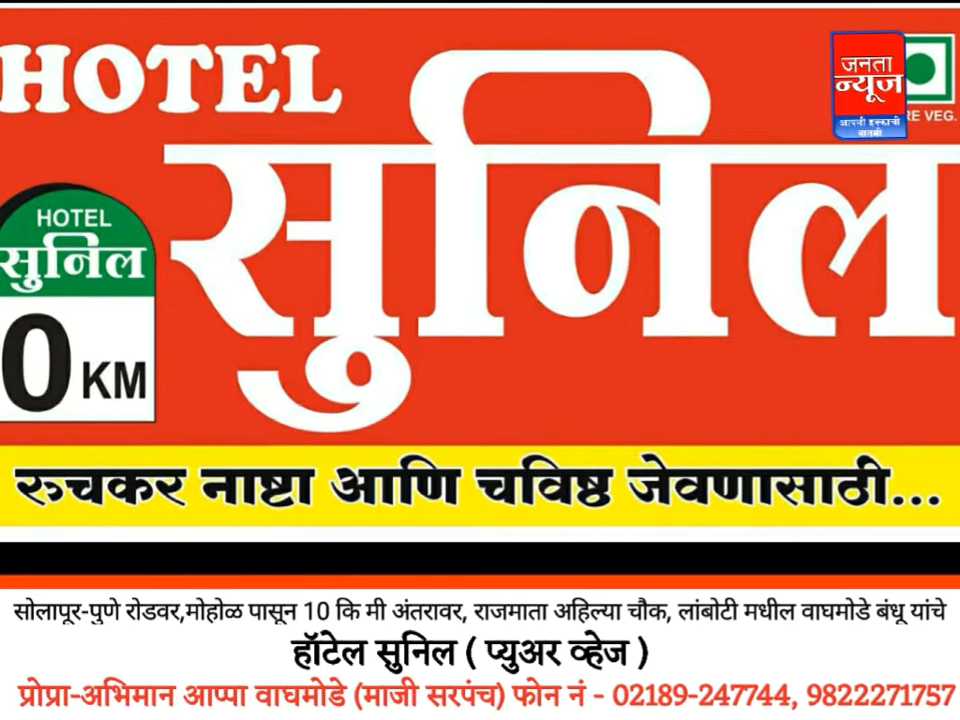 HOTEL
सुनिल
जनता
न्यूज
आपली हक्काची
बातमी
RE VEG.
HOTEL
सुनिल
0 KM
रुचकर नाष्टा आणि चविष्ठ जेवणासाठी...
सोलापूर-पुणे रोडवर,मोहोळ पासून 10 कि मी अंतरावर, राजमाता अहिल्या चौक, लांबोटी मधील वाघमोडे बंधू यांचे
हॉटेल सुनिल ( प्युअर व्हेज )
प्रोप्रा-अभिमान आप्पा वाघमोडे (माजी सरपंच) फोन नं - 02189-247744, 9822271757